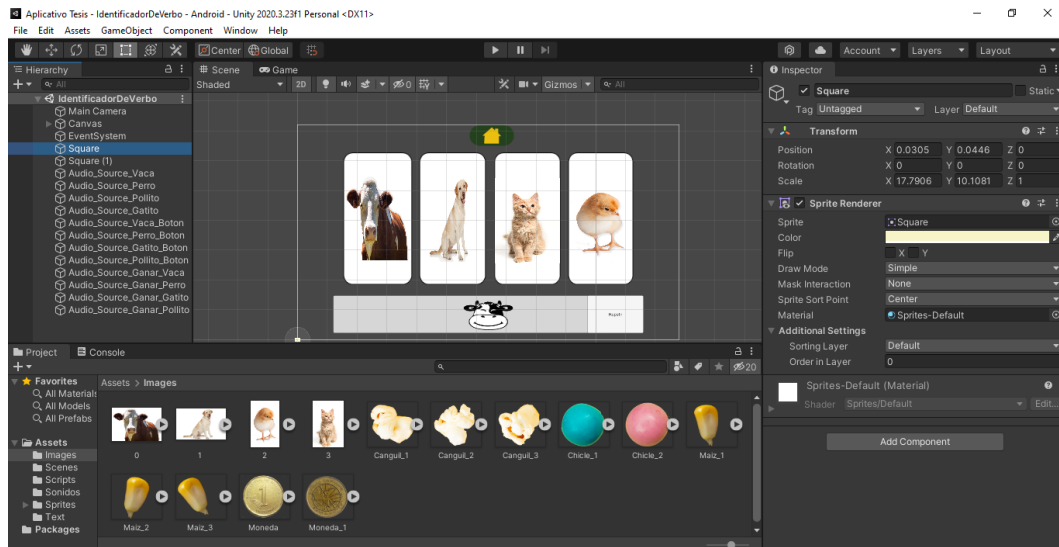 Aplicativo Tesis - IdentificadorDeVerbo - Android - Unity 2020.3.23f1 Personal <DX11>
File Edit Assets GameObject Component Window Help
Center Global Account Layers Layout
Hierarchy
All
IdentificadorDeVerbo
Main Camera
Canvas
EventSystem
Square
Square (1)
Audio_Source_Vaca
Audio_Source_Perro
Audio_Source_Pollito
Audio_Source_Gatito
Audio_Source_Vaca_Boton
Audio_Source_Perro_Boton
Audio_Source_Gatito_Boton
Audio_Source_Pollito_Boton
Audio_Source_Ganar_Vaca
Audio_Source_Ganar_Perro
Audio_Source_Ganar_Gatito
Audio_Source_Ganar_Pollito
Scene Game
Shaded 2D 0 Gizmos All
Inspector
Square Static
Tag Untagged Layer Default
Transform
Position X 0.0305 Y 0.0446 Z 0
Rotation X 0 Y 0 Z 0
Scale X 17.7906 Y 10.1081 Z 1
Sprite Renderer
Sprite Square
Color
Flip X Y
Draw Mode Simple
Mask Interaction None
Sprite Sort Point Center
Material Sprites-Default
Additional Settings
Sorting Layer Default
Order in Layer 0
Sprites-Default (Material)
Shader Sprites/Default Edit...
Add Component
Project Console
20
Favorites
All Materials
All Models
All Prefabs
Assets
Images
Scenes
Scripts
Sonidos
Sprites
Text
Packages
Assets > Images
0 1 2 3 Canguil_1 Canguil_2 Canguil_3 Chicle_1 Chicle_2 Maiz_1
Maiz_2 Maiz_3 Moneda Moneda_1